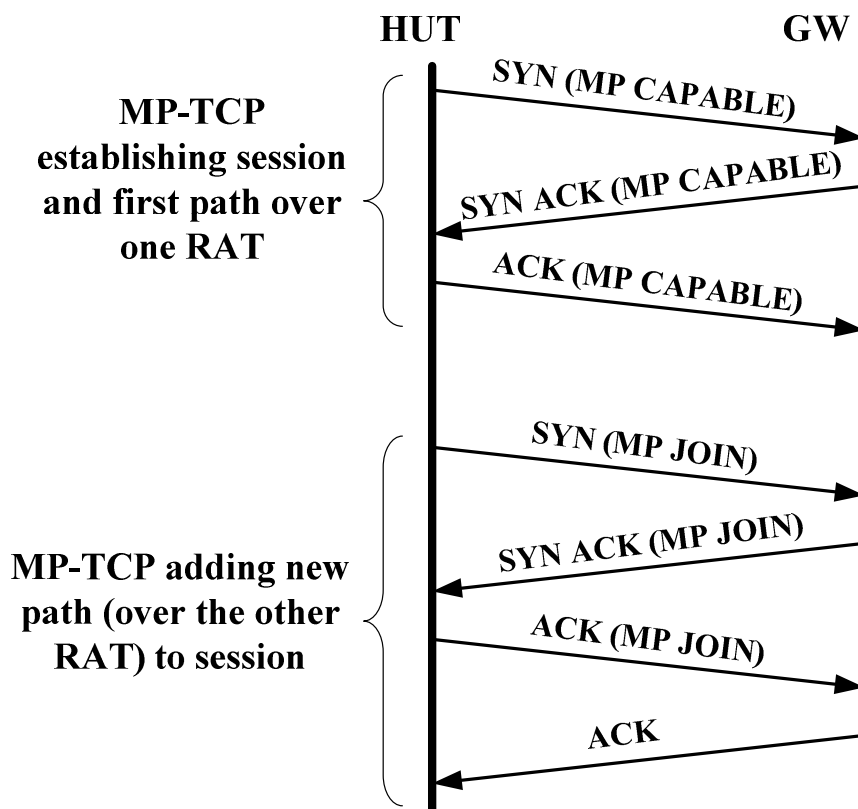 HUT
GW
MP-TCP
establishing session
and first path over
one RAT
SYN (MP CAPABLE)
SYN ACK (MP CAPABLE)
ACK (MP CAPABLE)
MP-TCP adding new
path (over the other
RAT) to session
SYN (MP JOIN)
SYN ACK (MP JOIN)
ACK (MP JOIN)
ACK